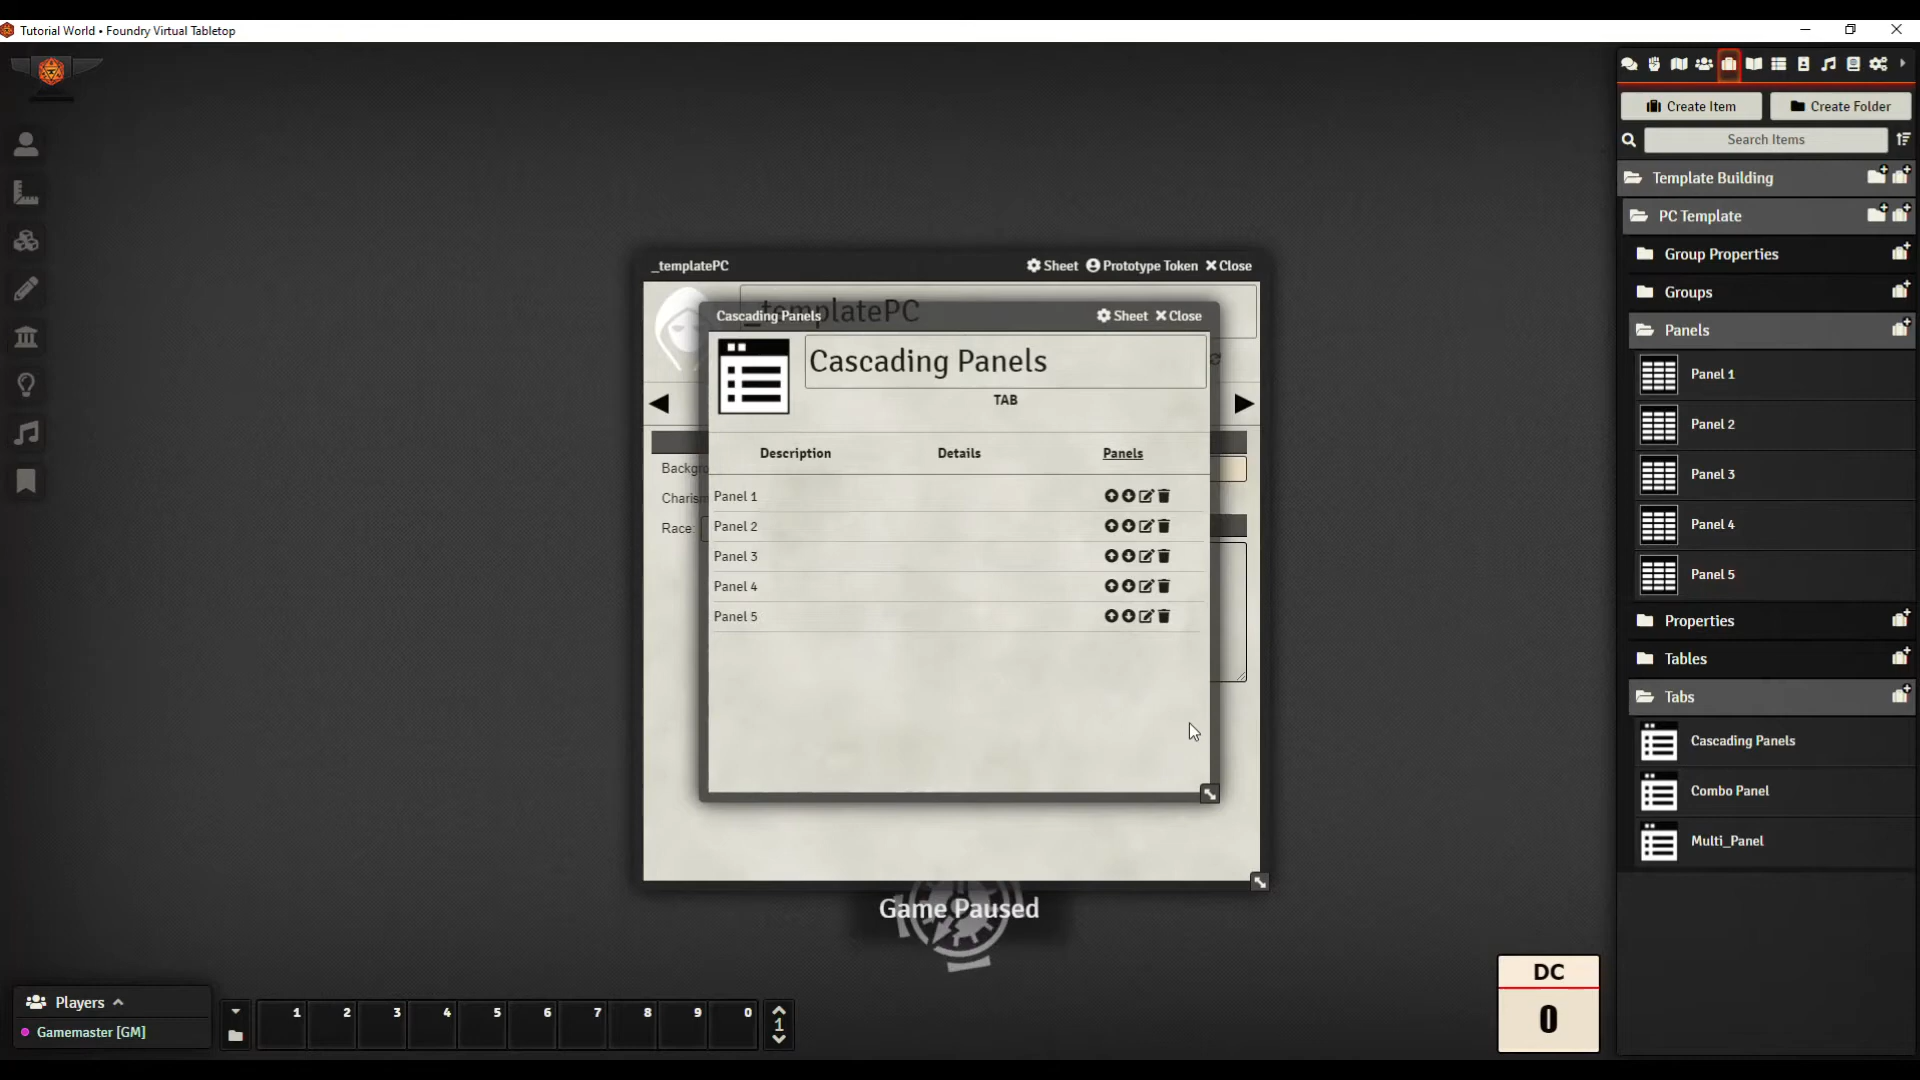 Tutorial World • Foundry Virtual Tabletop
Create Item
Create Folder
Search Items
Template Building
PC Template
Group Properties
Groups
Panels
Panel 1
Panel 2
Panel 3
Panel 4
Panel 5
Properties
Tables
Tabs
Cascading Panels
Combo Panel
Multi_Panel
_templatePC
Sheet
Prototype Token
Close
_templatePC
Cascading Panels
Sheet
Close
Cascading Panels
TAB
Description
Details
Panels
Panel 1
Panel 2
Panel 3
Panel 4
Panel 5
Race:
Game Paused
DC
0
Players
Gamemaster [GM]
1
2
3
4
5
6
7
8
9
0
1